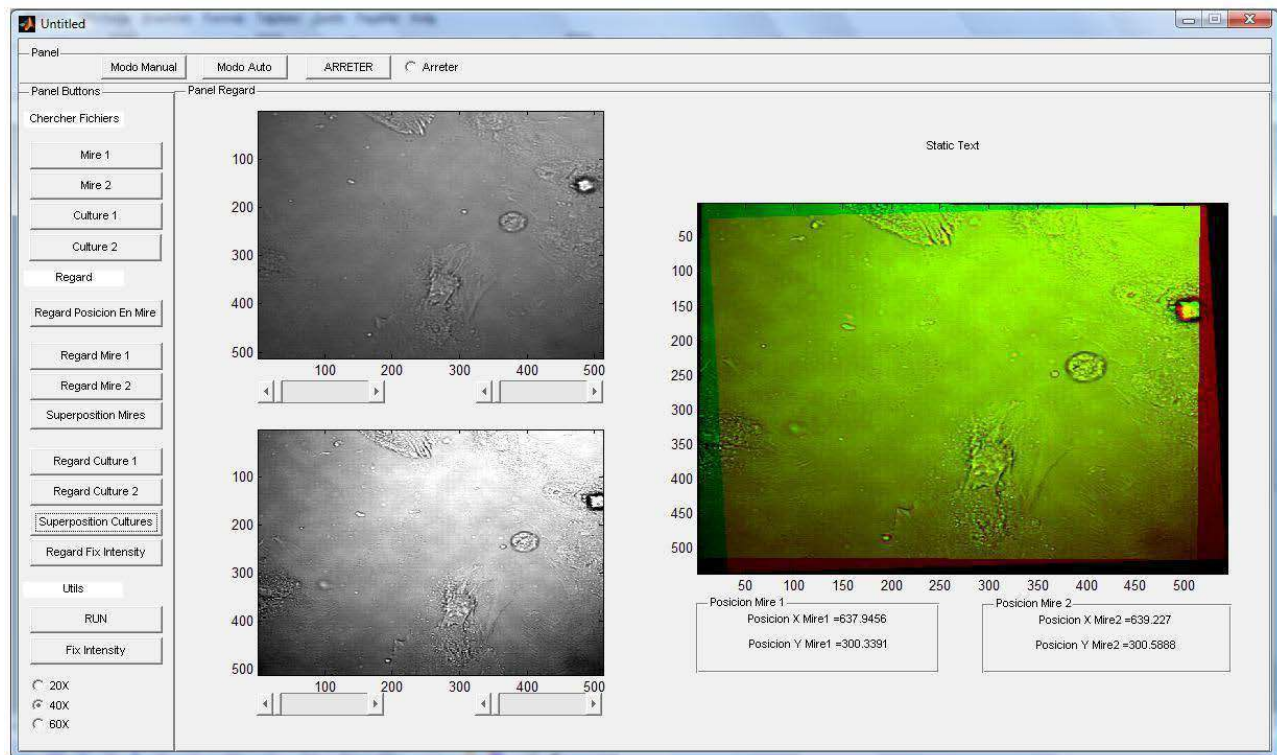 Untitled
Panel
Modo Manual Modo Auto ARRETER Arreter
Panel Buttons
Chercher Fichiers
Mire 1
Mire 2
Culture 1
Culture 2
Regard
Regard Posicion En Mire
Regard Mire 1
Regard Mire 2
Superposition Mires
Regard Culture 1
Regard Culture 2
Superposition Cultures
Regard Fix Intensity
Utils
RUN
Fix Intensity
20X
40X
60X
Panel Regard
100
200
300
400
500
100 200 300 400 500
100
200
300
400
500
100 200 300 400 500
Static Text
50
100
150
200
250
300
350
400
450
500
50 100 150 200 250 300 350 400 450 500
Posicion Mire 1
Posicion X Mire1 =637.9456
Posicion Y Mire1 =300.3391
Posicion Mire 2
Posicion X Mire2 =639.227
Posicion Y Mire2 =300.5888